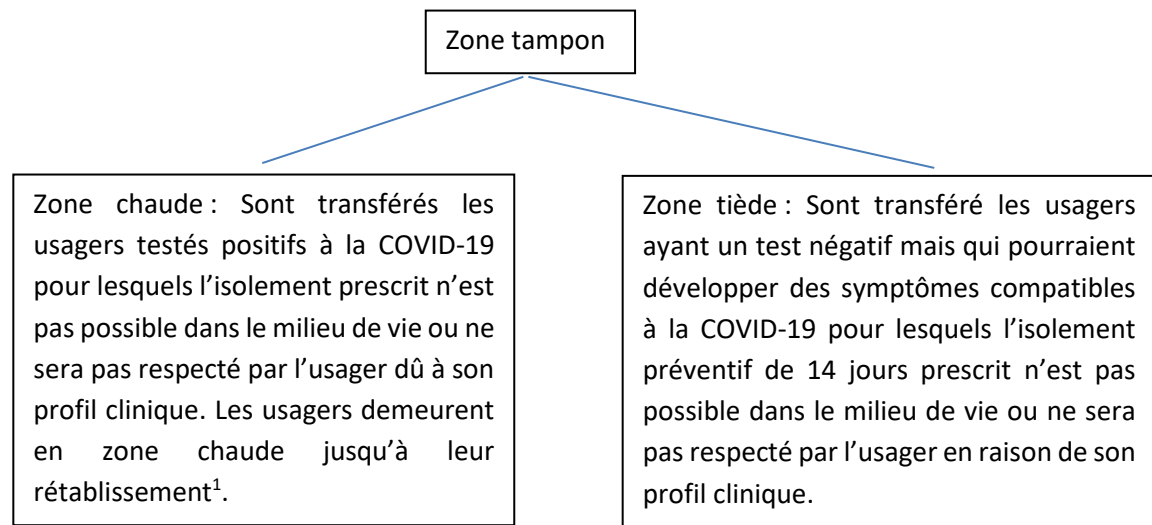 Zone tampon
Zone chaude : Sont transférés les
usagers testés positifs à la COVID-19
pour lesquels l’isolement prescrit n’est
pas possible dans le milieu de vie ou ne
sera pas respecté par l’usager dû à son
profil clinique. Les usagers demeurent
en zone chaude jusqu’à leur
rétablissement¹.
Zone tiède : Sont transféré les usagers
ayant un test négatif mais qui pourraient
développer des symptômes compatibles
à la COVID-19 pour lesquels l’isolement
préventif de 14 jours prescrit n’est pas
possible dans le milieu de vie ou ne sera
pas respecté par l’usager en raison de son
profil clinique.